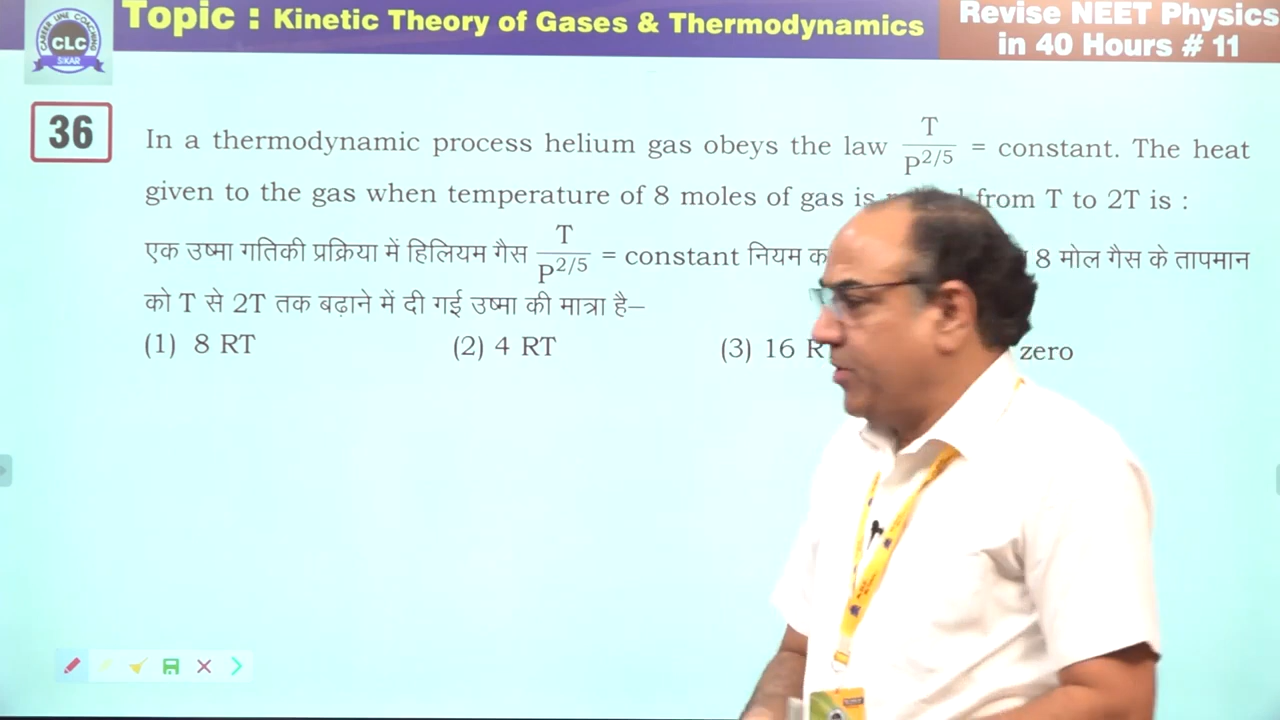 Topic : Kinetic Theory of Gases & Thermodynamics
Revise NEET Physics
in 40 Hours # 11
CAREER LINE COACHING
CLC
SIKAR
36
In a thermodynamic process helium gas obeys the law T/P^2/5 = constant. The heat
given to the gas when temperature of 8 moles of gas is from T to 2T is :
एक उष्मा गतिकी प्रक्रिया में हिलियम गैस T/P^2/5 = constant नियम 8 मोल गैस के तापमान
को T से 2T तक बढ़ाने में दी गई उष्मा की मात्रा है–
(1) 8 RT (2) 4 RT (3) 16 zero